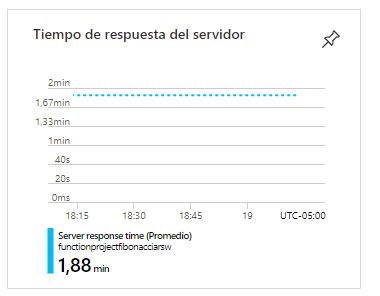 Tiempo de respuesta del servidor
2min
1,67min
1,33min
1min
40s
20s
0ms
18:15 18:30 18:45 19 UTC-05:00
Server response time (Promedio)
functionprojectfibonacciarsw
1,88 min